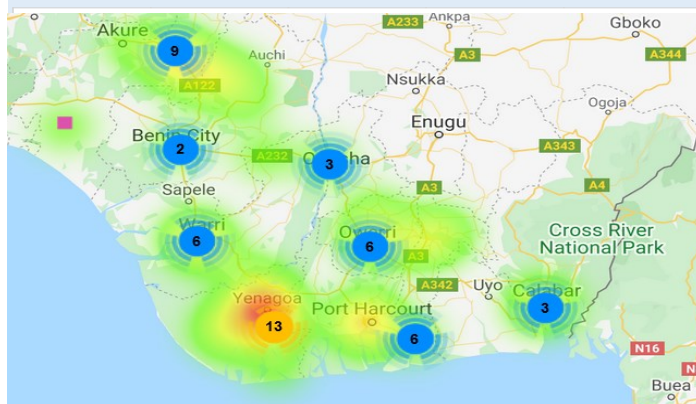 Ankpa
A233
Gboko
Akure
9
A3
A344
Auchi
A122
Nsukka
Ogoja
Enugu
Benin City
2
A232
3
A343
Sapele
A3
A4
Cross River
National Park
Warri
6
Owerri
6
A3
A342
Uyo
Calabar
3
Yenagoa
13
Port Harcourt
6
N16
Buea